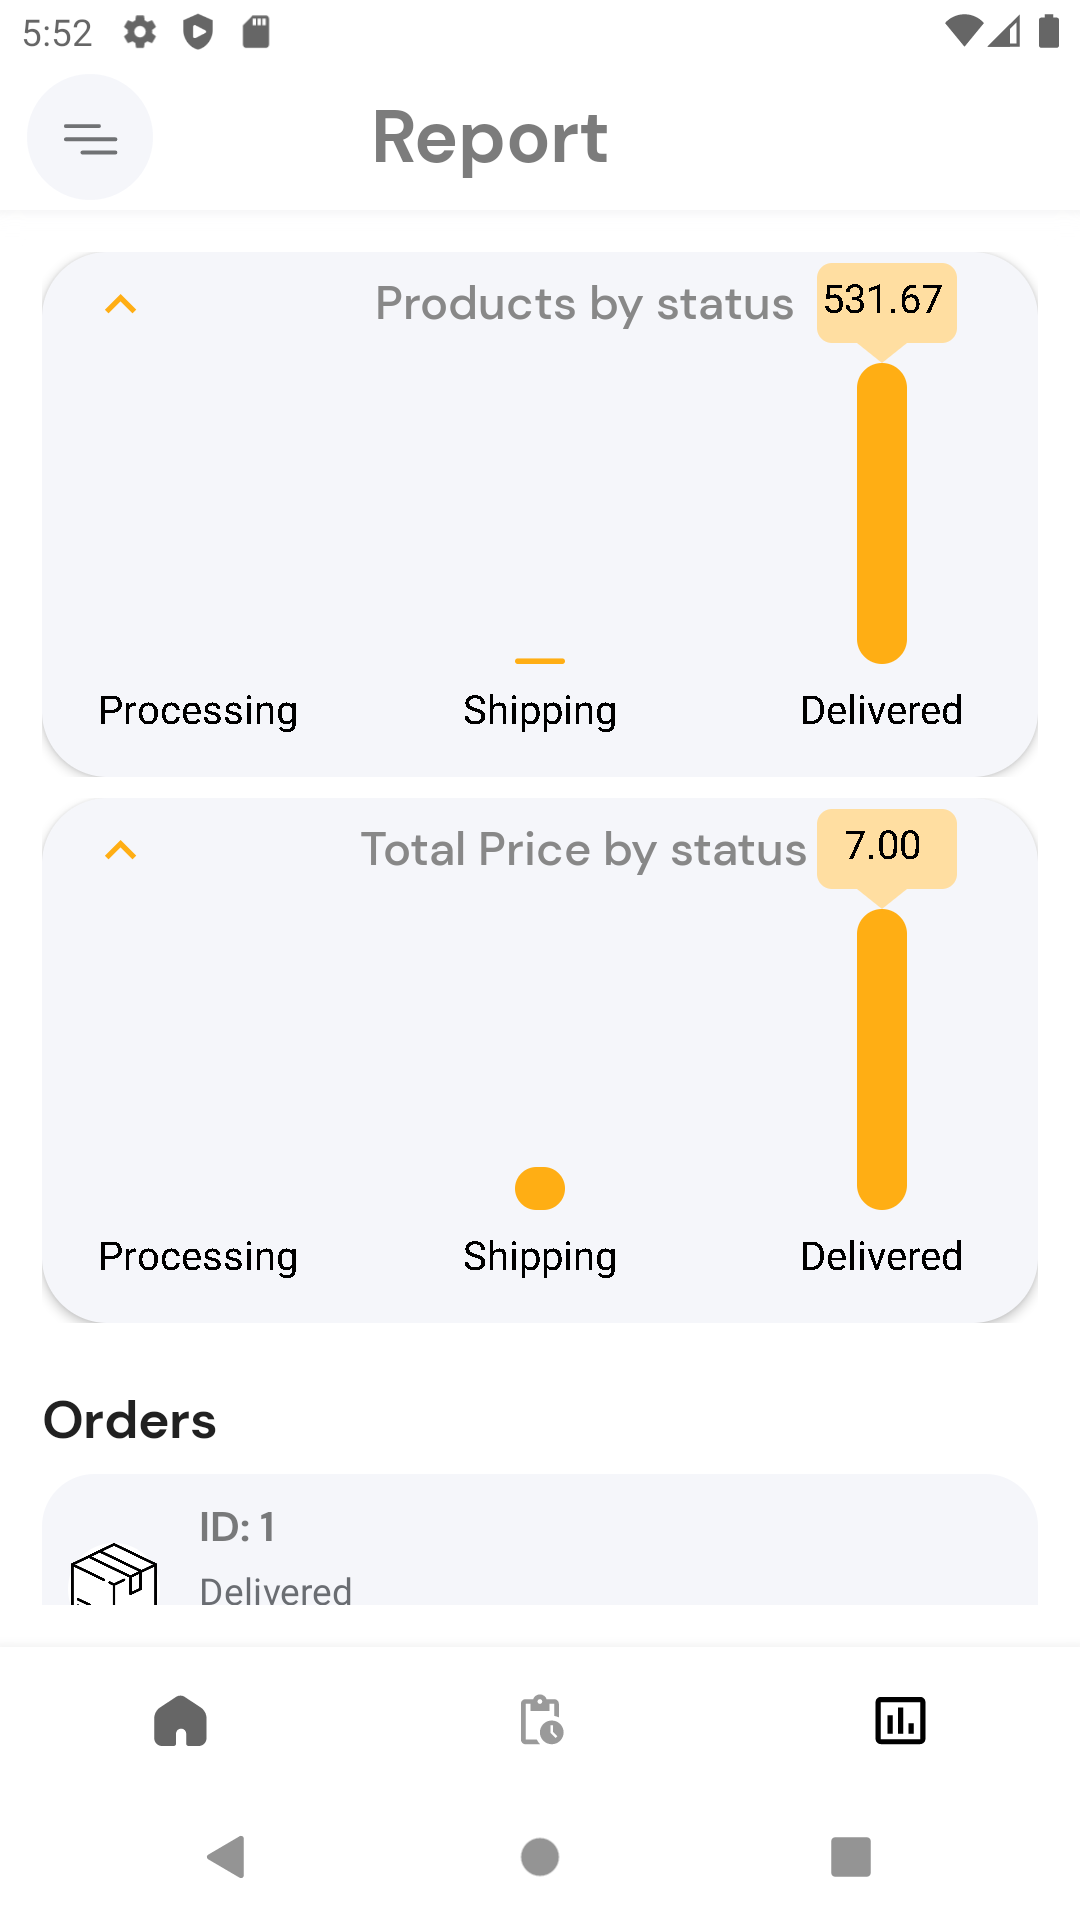 5:52
Report
Products by status
531.67
Processing
Shipping
Delivered
Total Price by status
7.00
Processing
Shipping
Delivered
Orders
ID: 1
Delivered